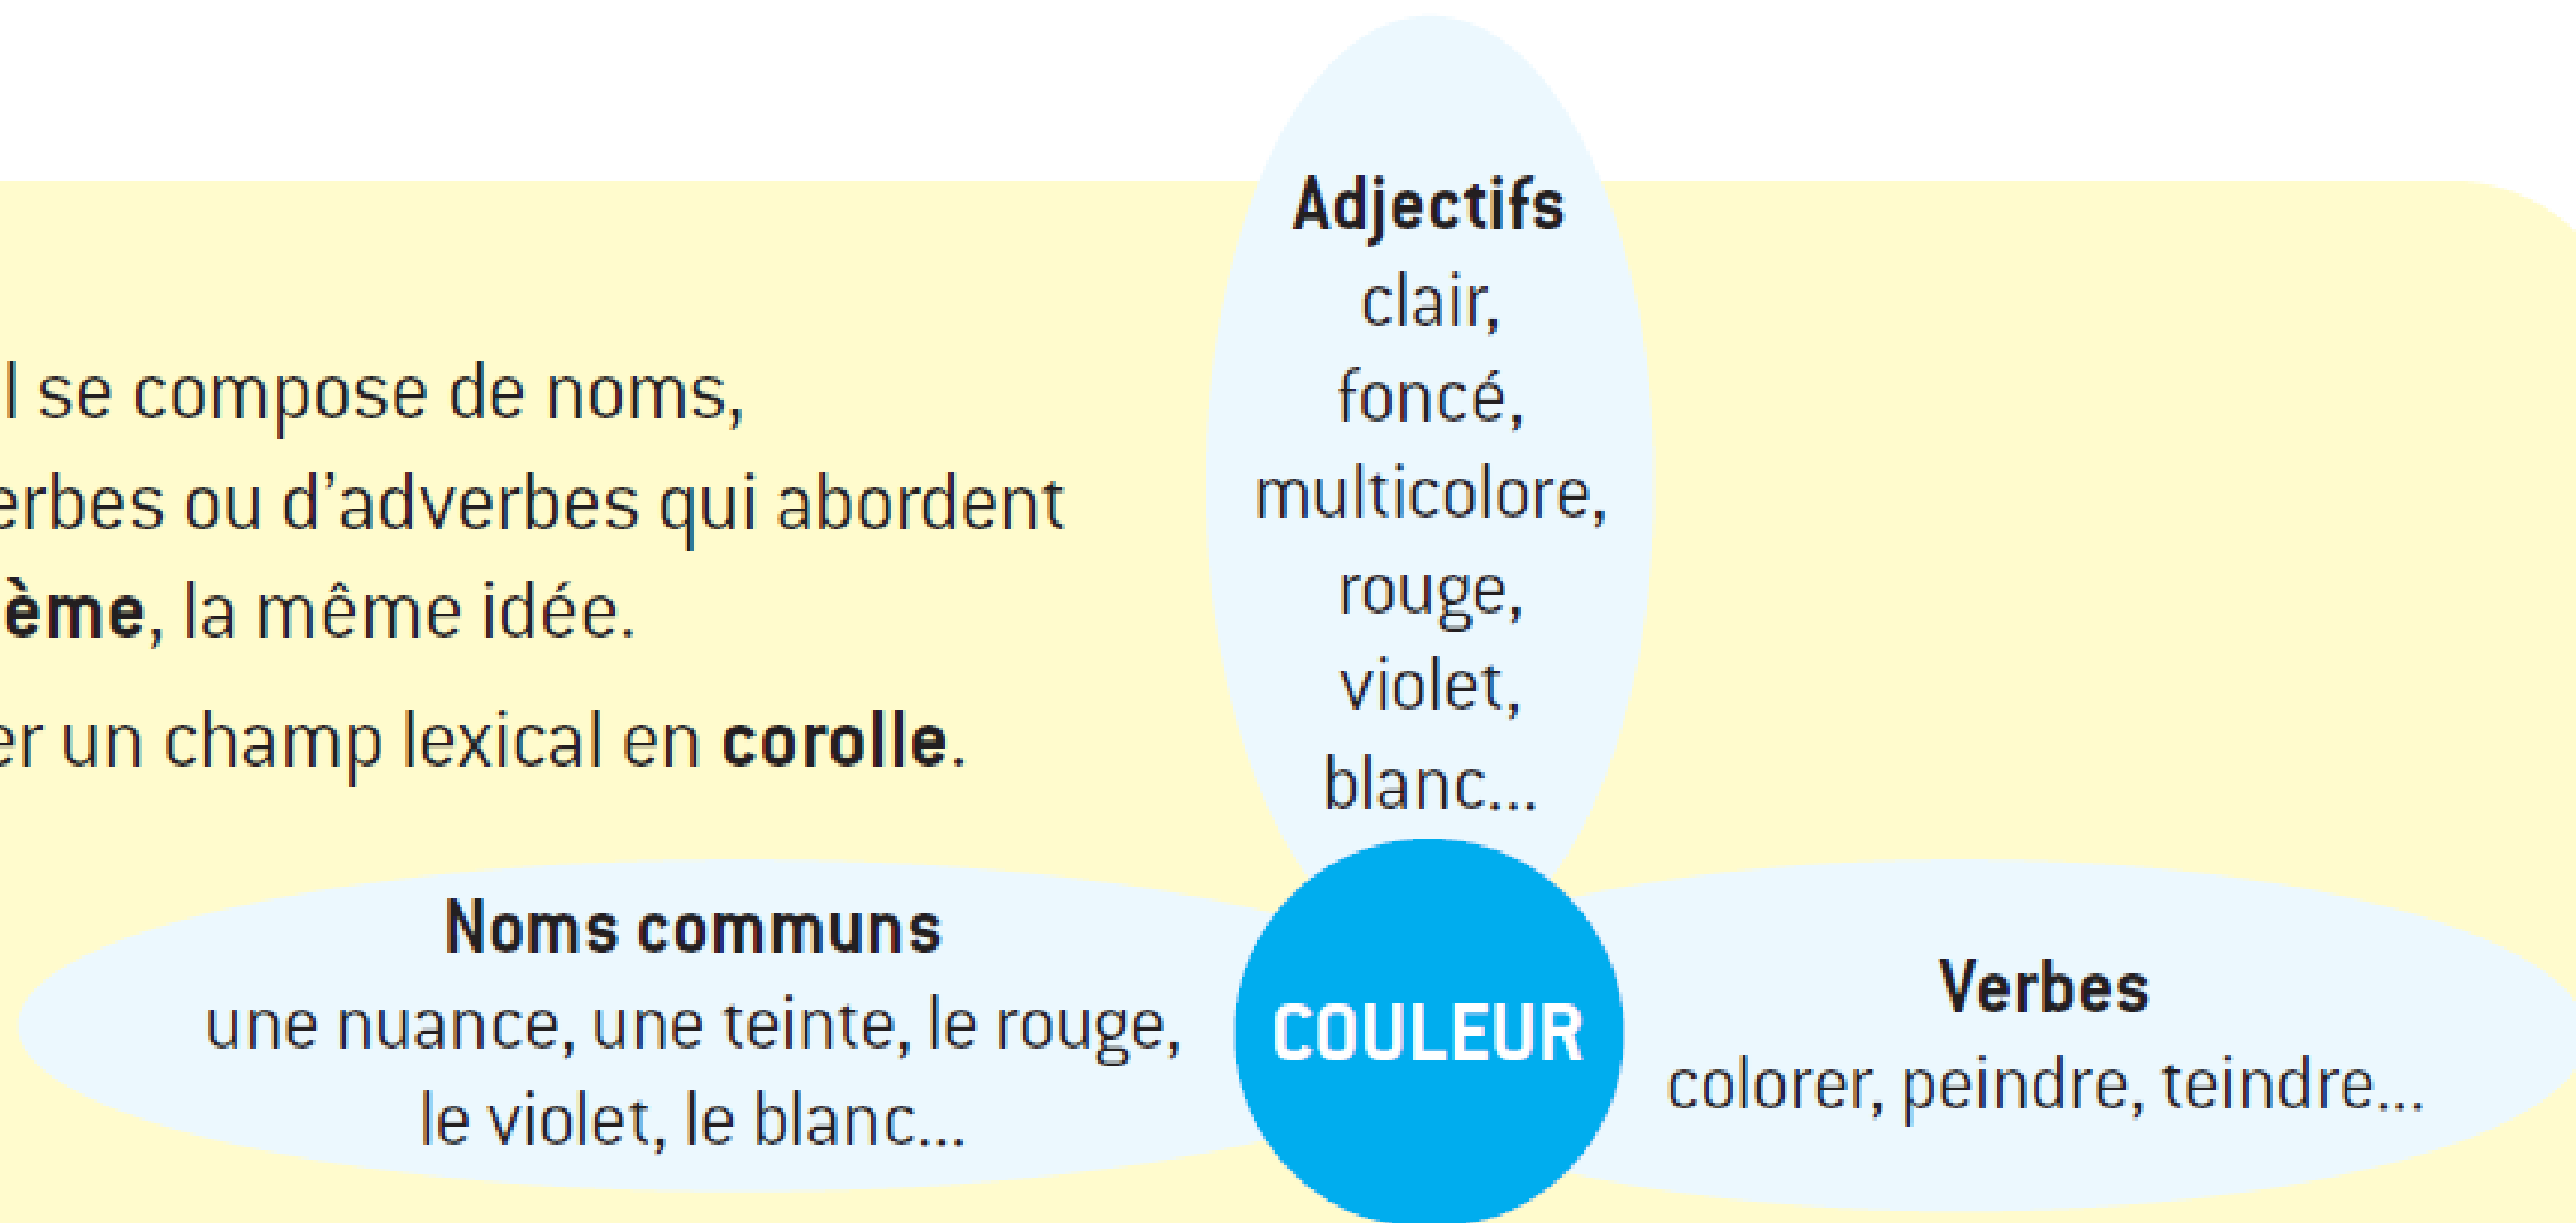 l se compose de noms,
erbes ou d’adverbes qui abordent
ème, la même idée.
er un champ lexical en corolle.
Adjectifs
clair,
foncé,
multicolore,
rouge,
violet,
blanc...
Noms communs
une nuance, une teinte, le rouge,
le violet, le blanc...
COULEUR
Verbes
colorer, peindre, teindre...